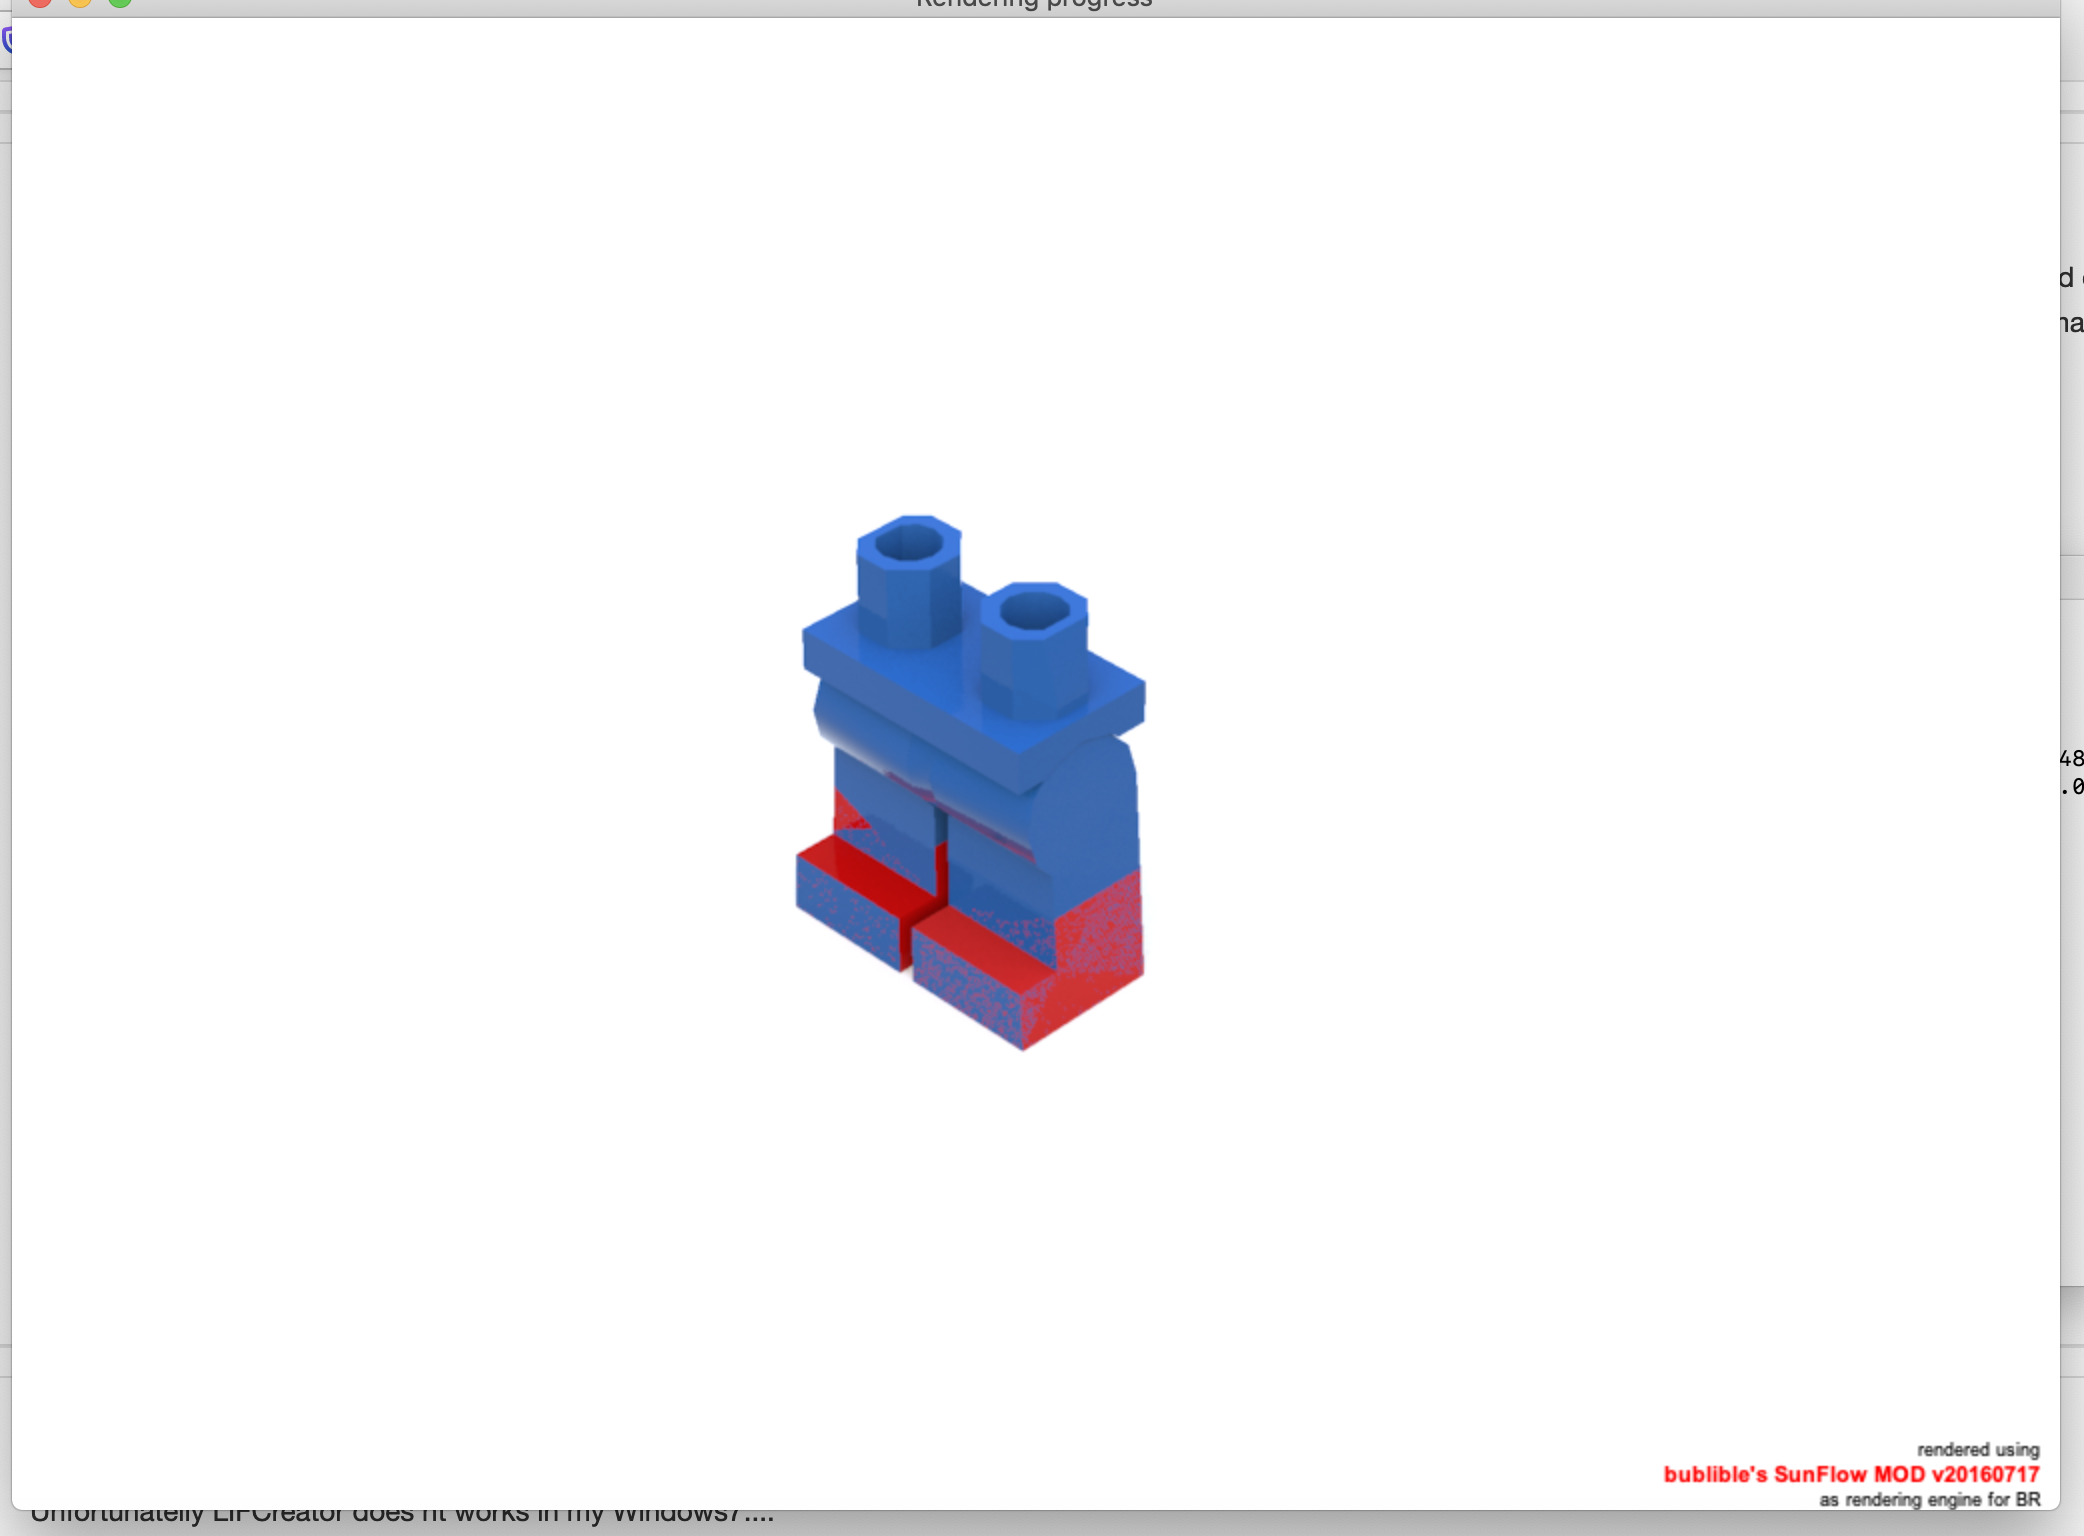 Rendering progress
d
na
48
.0
rendered using
bublible's SunFlow MOD v20160717
as rendering engine for BR
Unfortunatelly LIFCreator does nt works in my Windows7....